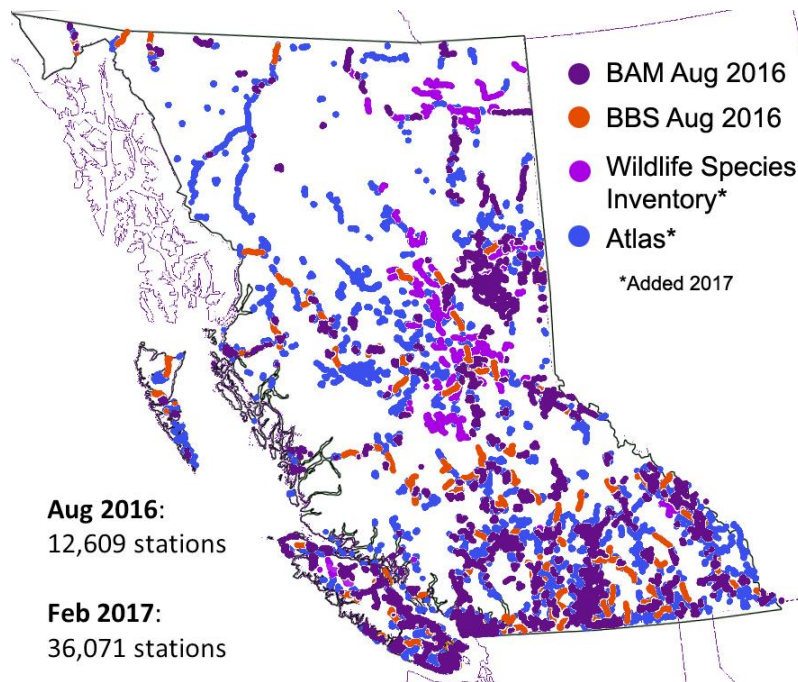 BAM Aug 2016
BBS Aug 2016
Wildlife Species
Inventory*
Atlas*
*Added 2017
Aug 2016:
12,609 stations
Feb 2017:
36,071 stations